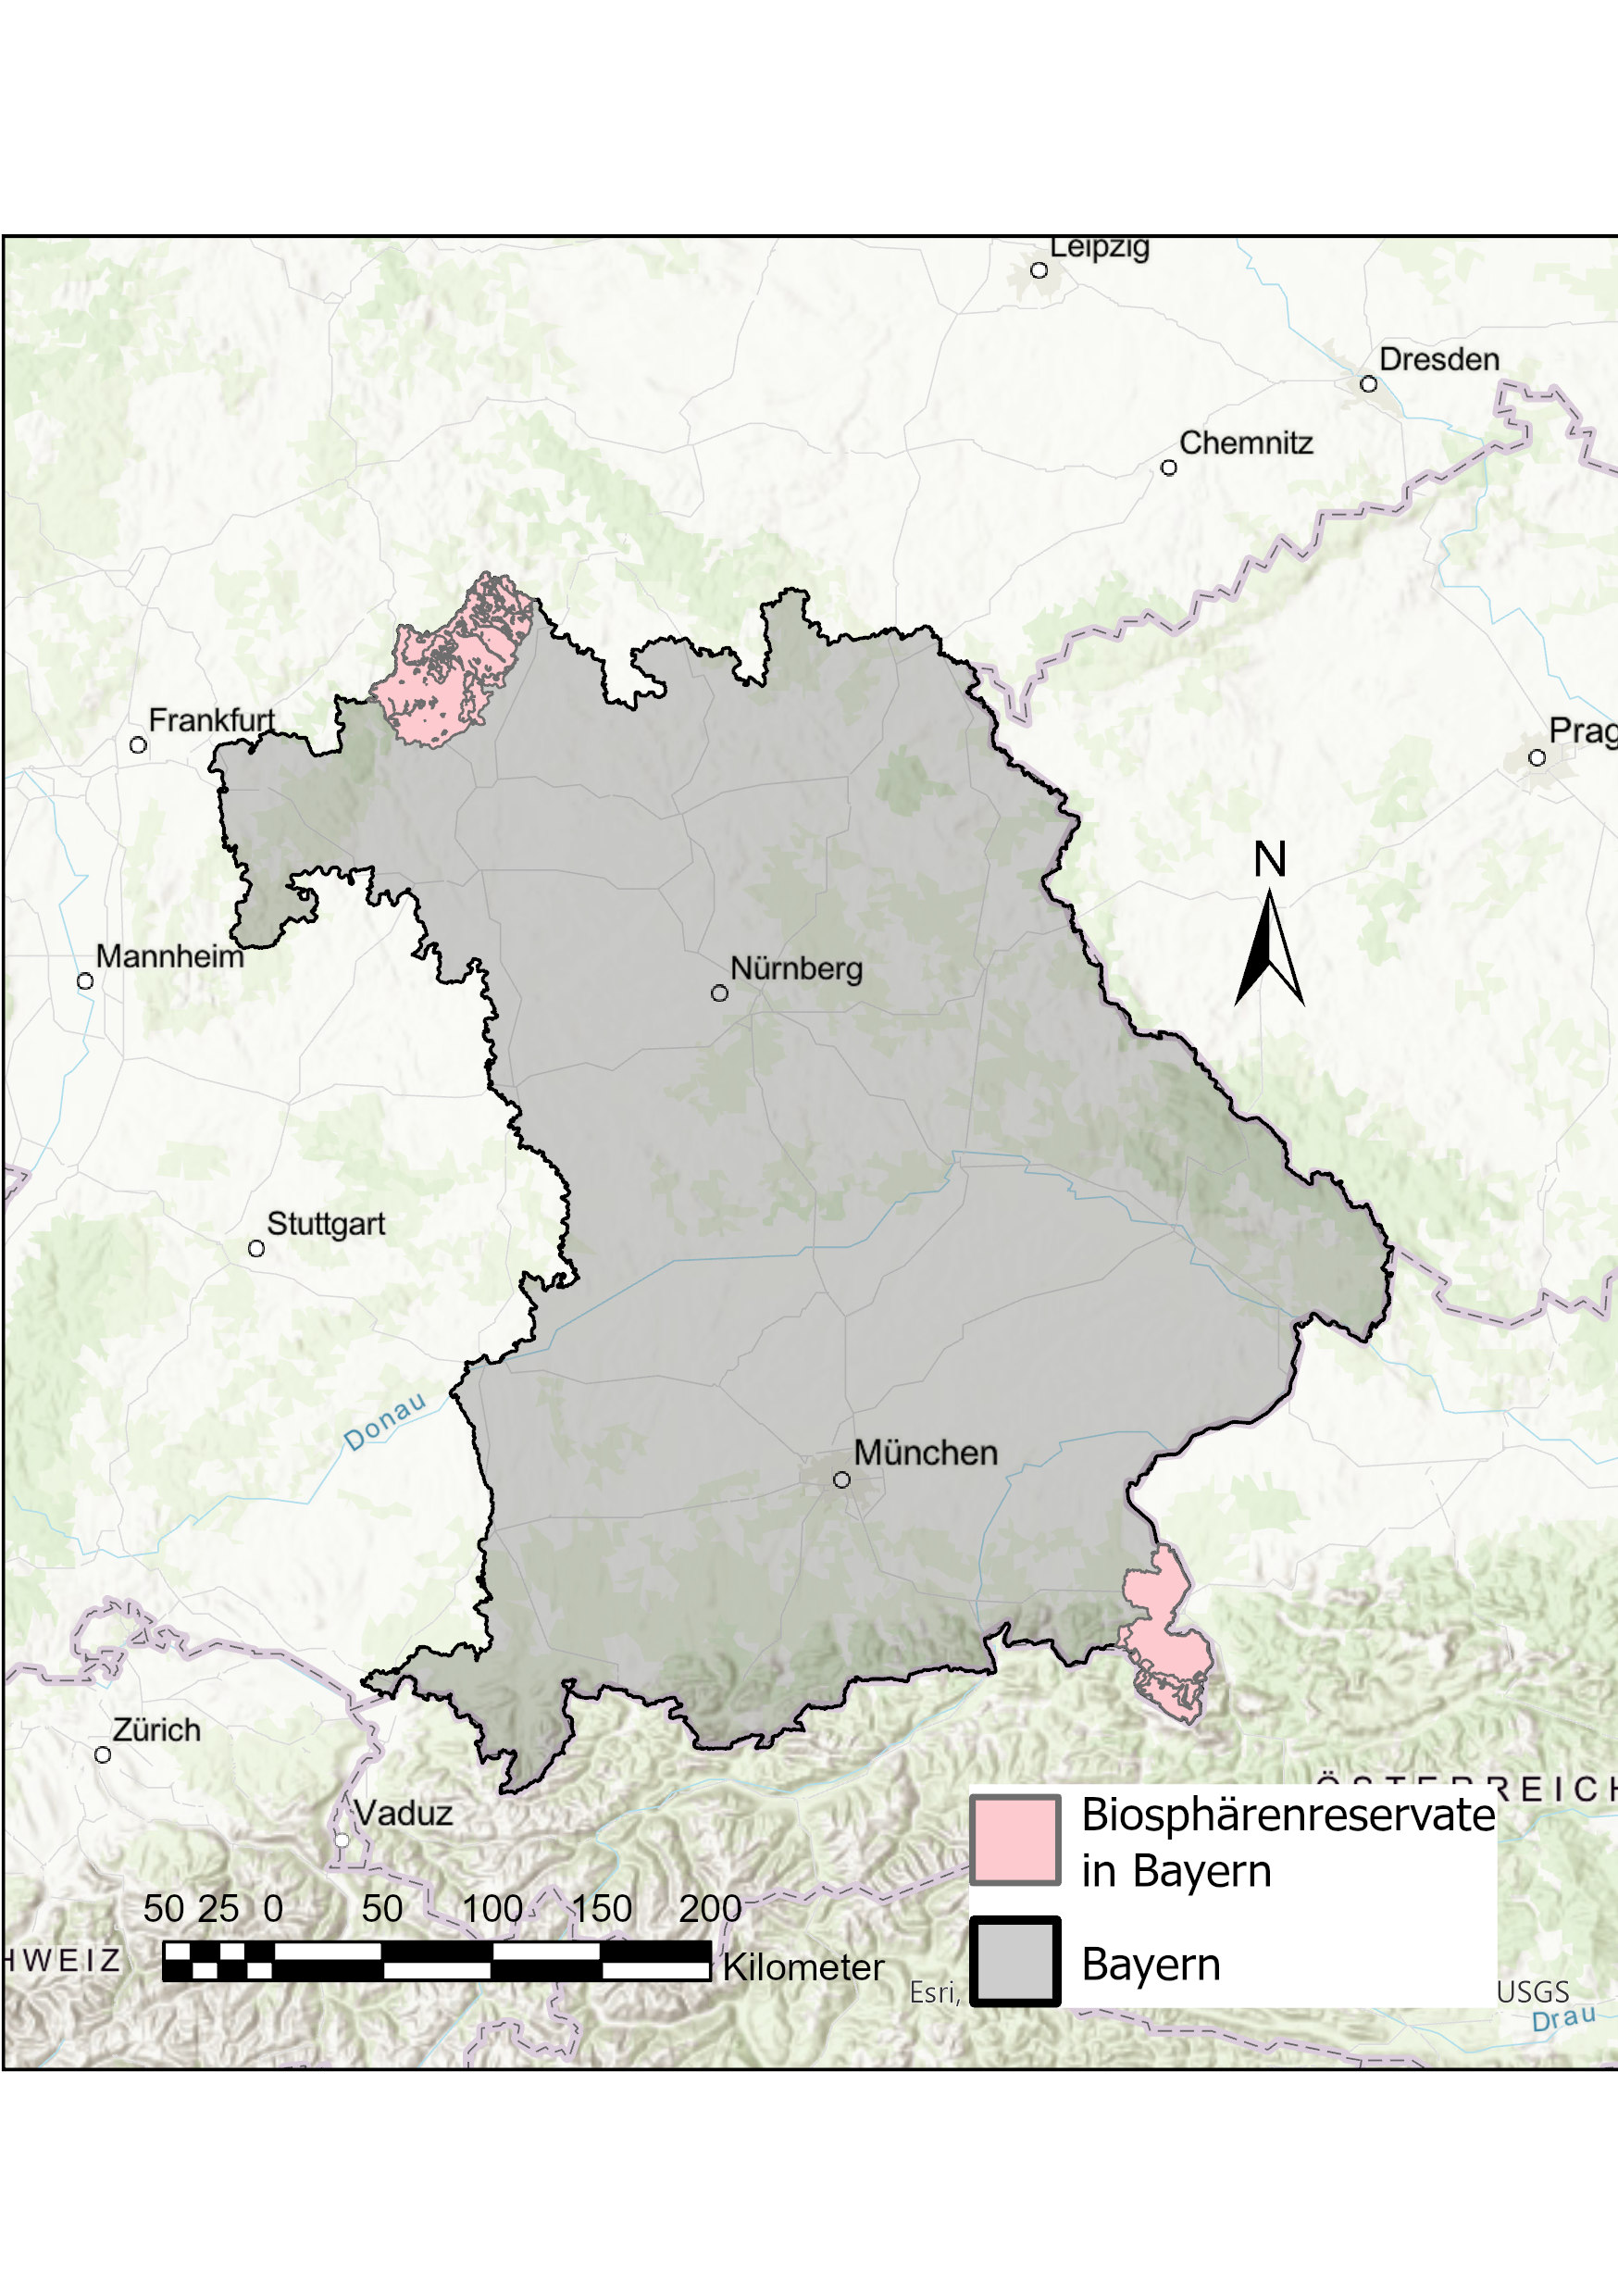 Leipzig
Dresden
Chemnitz
Frankfurt
Prag
N
Mannheim
Nürnberg
Stuttgart
Donau
München
Zürich
Vaduz
ÖSTERREICH
Biosphärenreservate
in Bayern
50 25 0 50 100 150 200
Kilometer
HWEIZ
Bayern
Esri,
USGS
Drau